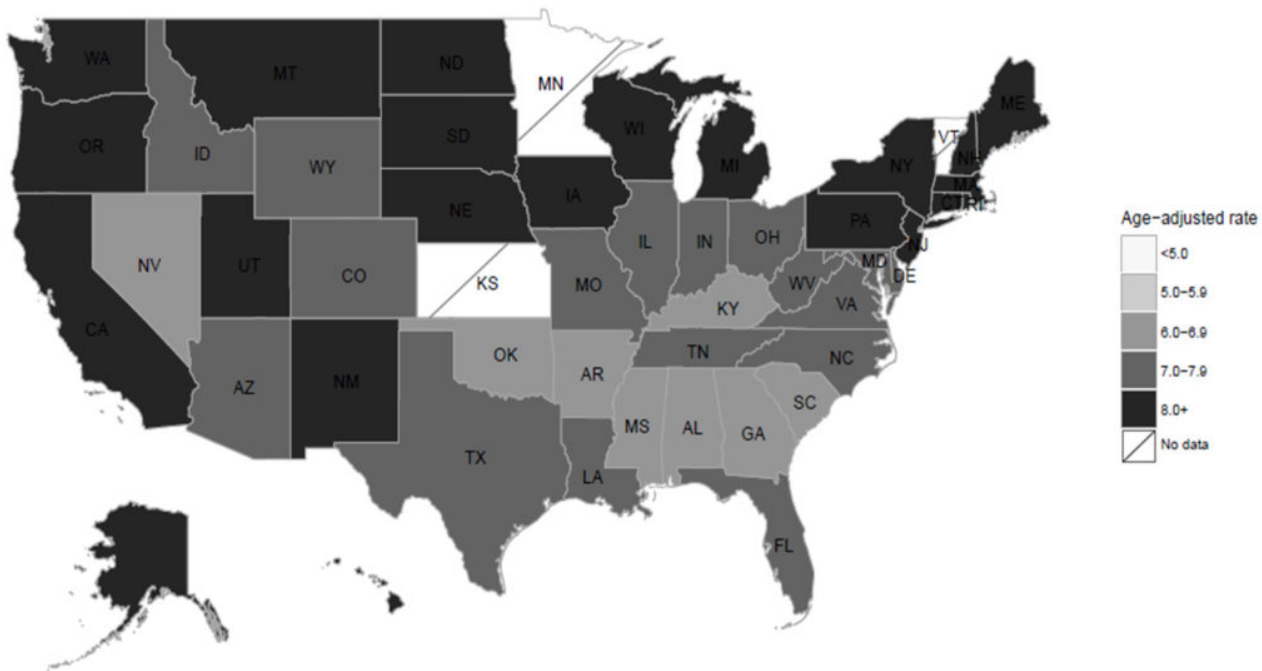 WA
MT
ND
MN
ME
OR
ID
WY
SD
WI
MI
NY
VT
NH
MA
CT
RI
NV
UT
CO
NE
IA
IL
IN
OH
PA
NJ
MD
DE
CA
KS
MO
KY
WV
VA
AZ
NM
OK
AR
TN
NC
TX
LA
MS
AL
GA
SC
FL
Age-adjusted rate
<5.0
5.0-5.9
6.0-6.9
7.0-7.9
8.0+
No data